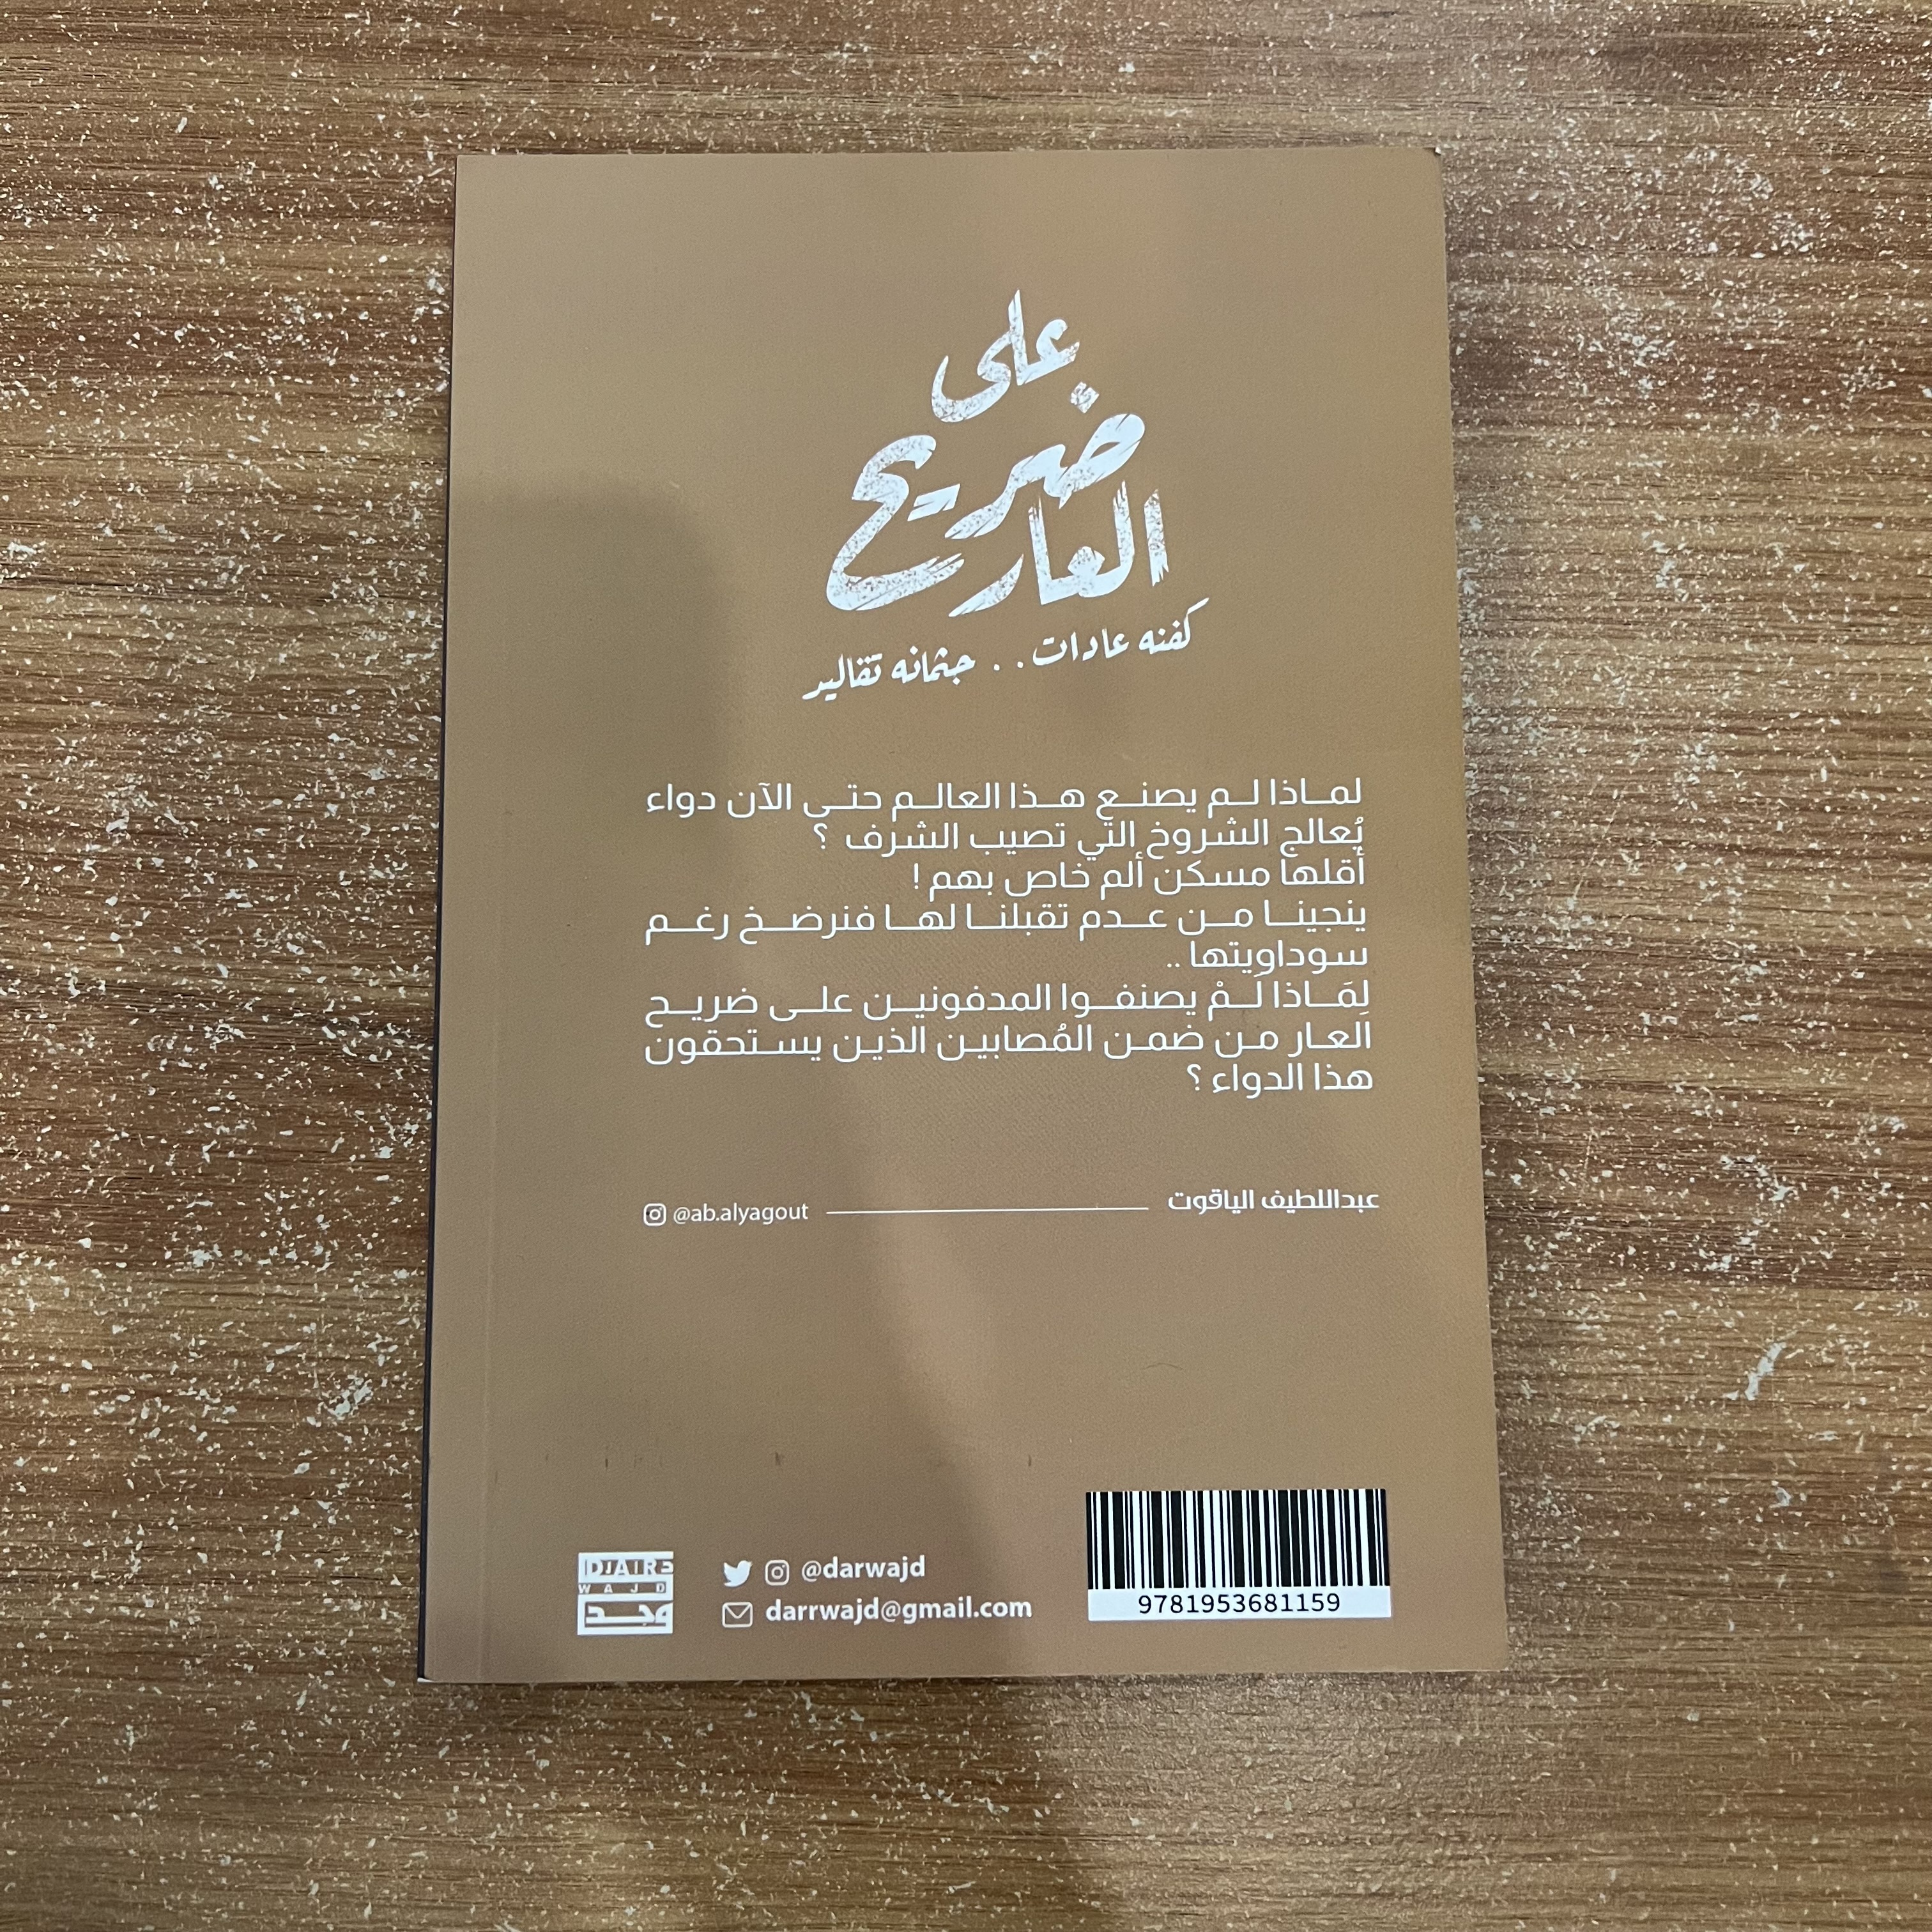 على
ضريح
العار
كفنه عادات . . جثمانه تقاليد
لماذا لم يصنع هذا العالم حتى الآن دواء
يُعالج الشروخ التي تصيب الشرف ؟
أقلها مسكن ألم خاص بهم !
ينجينا من عدم تقبلنا لها فنرضخ رغم
سوداويتها ..
لِمَاذا لَمْ يصنفوا المدفونين على ضريح
العار من ضمن المُصابين الذين يستحقون
هذا الدواء ؟
عبداللطيف الياقوت
@ab.alyagout
DJAIRE
WAJD
وجد
@darwajd
darrwajd@gmail.com
9781953681159